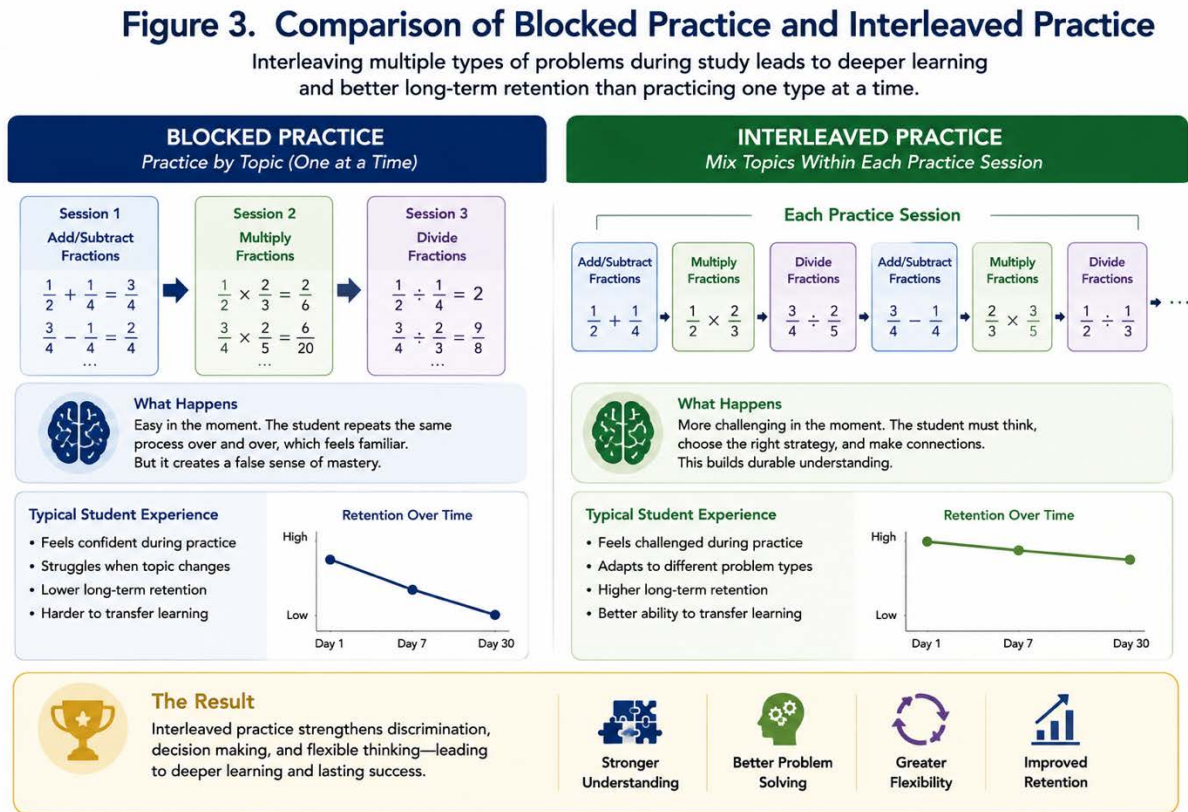 Figure 3. Comparison of Blocked Practice and Interleaved Practice
Interleaving multiple types of problems during study leads to deeper learning
and better long-term retention than practicing one type at a time.
BLOCKED PRACTICE
Practice by Topic (One at a Time)
Session 1
Add/Subtract
Fractions
1/2 + 1/4 = 3/4
3/4 − 1/4 = 2/4
...
Session 2
Multiply
Fractions
1/2 × 2/3 = 2/6
3/4 × 2/5 = 6/20
...
Session 3
Divide
Fractions
1/2 ÷ 1/4 = 2
3/4 ÷ 2/3 = 9/8
...
What Happens
Easy in the moment. The student repeats the same
process over and over, which feels familiar.
But it creates a false sense of mastery.
Typical Student Experience
• Feels confident during practice
• Struggles when topic changes
• Lower long-term retention
• Harder to transfer learning
Retention Over Time
High
Low
Day 1 Day 7 Day 30
INTERLEAVED PRACTICE
Mix Topics Within Each Practice Session
Each Practice Session
Add/Subtract
Fractions
1/2 + 1/4
Multiply
Fractions
1/2 × 2/3
Divide
Fractions
3/4 ÷ 2/5
Add/Subtract
Fractions
3/4 − 1/4
Multiply
Fractions
2/3 × 3/5
Divide
Fractions
1/2 ÷ 1/3
...
What Happens
More challenging in the moment. The student must think,
choose the right strategy, and make connections.
This builds durable understanding.
Typical Student Experience
• Feels challenged during practice
• Adapts to different problem types
• Higher long-term retention
• Better ability to transfer learning
Retention Over Time
High
Low
Day 1 Day 7 Day 30
The Result
Interleaved practice strengthens discrimination,
decision making, and flexible thinking—leading
to deeper learning and lasting success.
Stronger
Understanding
Better Problem
Solving
Greater
Flexibility
Improved
Retention